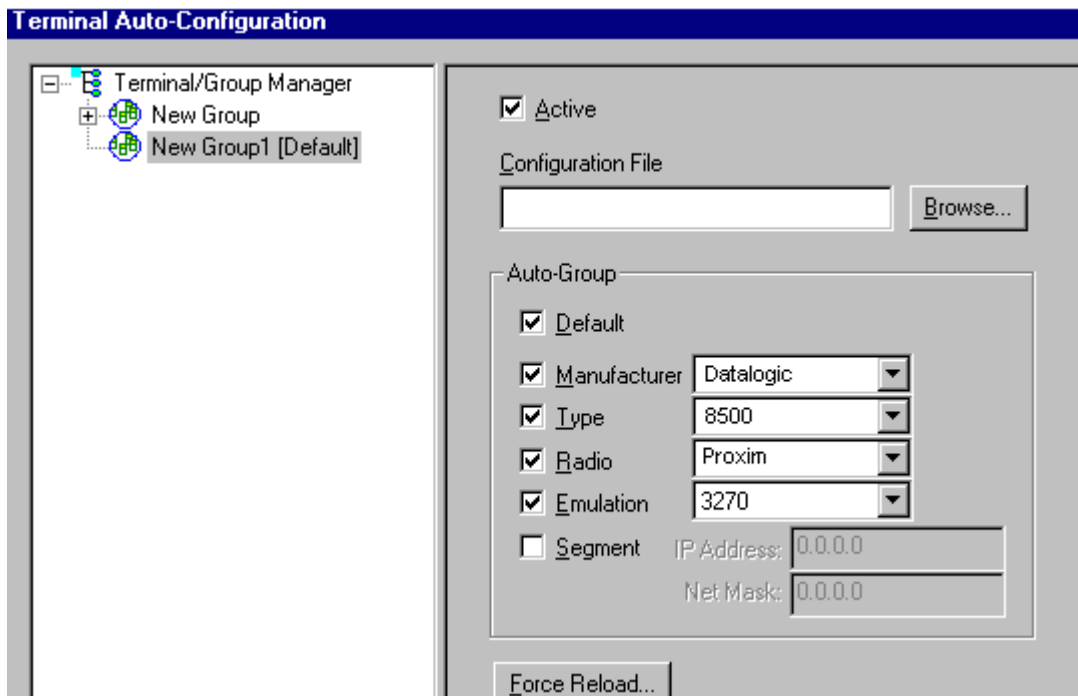 Terminal Auto-Configuration
Terminal/Group Manager
New Group
New Group1 [Default]
Active
Configuration File
Browse...
Auto-Group
Default
Manufacturer Datalogic
Type 8500
Radio Proxim
Emulation 3270
Segment IP Address: 0.0.0.0
Net Mask: 0.0.0.0
Force Reload...